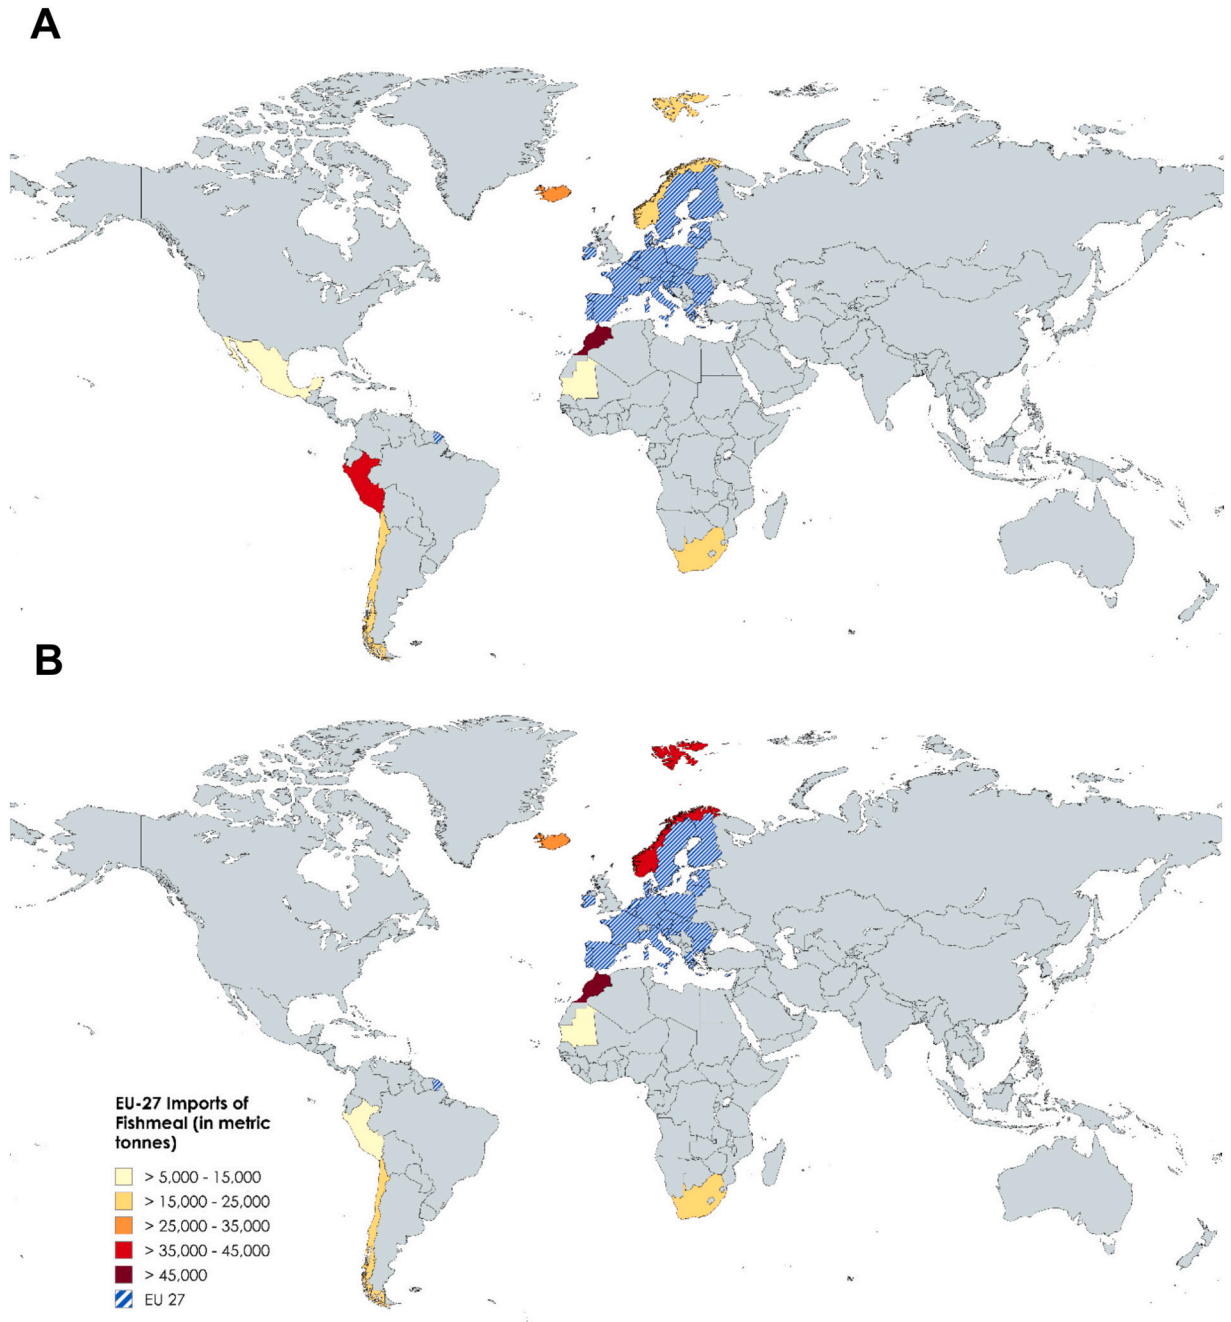 A
B
EU-27 Imports of
Fishmeal (in metric
tonnes)
> 5,000 - 15,000
> 15,000 - 25,000
> 25,000 - 35,000
> 35,000 - 45,000
> 45,000
EU 27